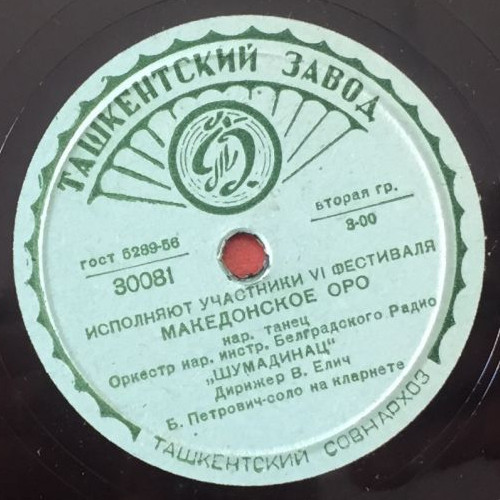 ТАШКЕНТСКИЙ ЗАВОД
гост 5289-56
30081
вторая гр.
3-00
ИСПОЛНЯЮТ УЧАСТНИКИ VI ФЕСТИВАЛЯ
МАКЕДОНСКОЕ ОРО
нар. танец
Оркестр нар. инстр. Белградского Радио
„ШУМАДИНАЦ"
Дирижер В. Елич
Б. Петрович-соло на кларнете
ТАШКЕНТСКИЙ СОВНАРХОЗ